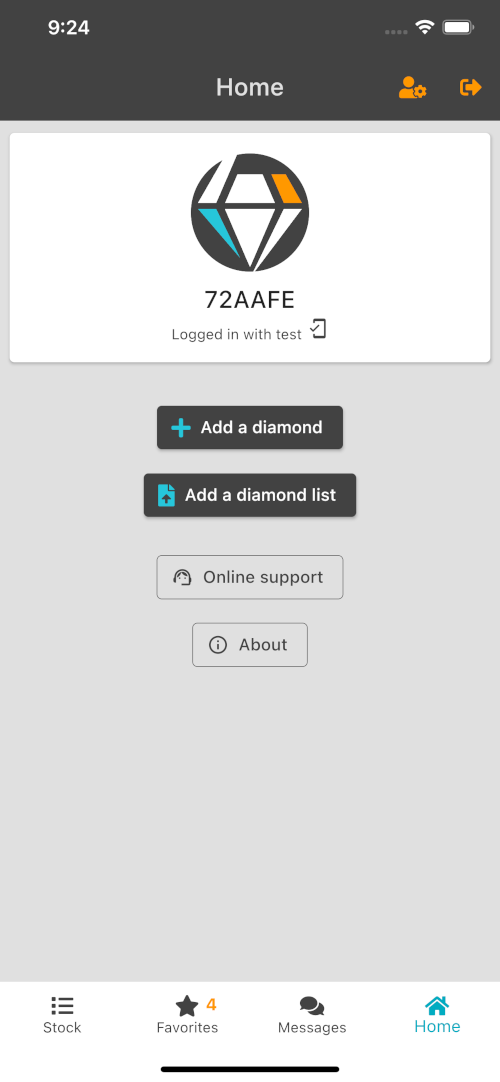 9:24
Home
72AAFE
Logged in with test
Add a diamond
Add a diamond list
Online support
About
4
Stock
Favorites
Messages
Home